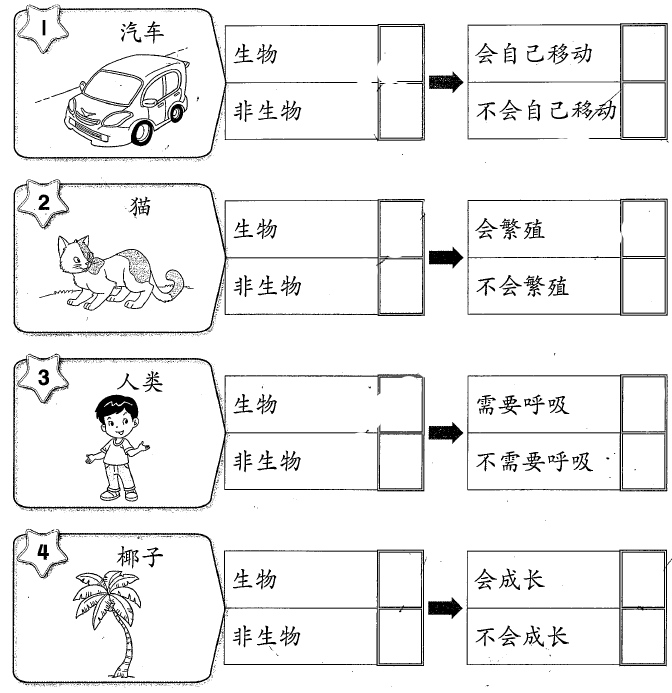 1 汽车
生物
非生物
会自己移动
不会自己移动
2 猫
生物
非生物
会繁殖
不会繁殖
3 人类
生物
非生物
需要呼吸
不需要呼吸
4 椰子
生物
非生物
会成长
不会成长